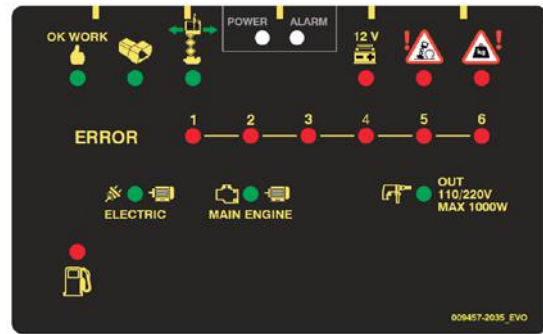 POWER ALARM
OK WORK
12 V
! !
kg
1 2 3 4 5 6
ERROR
ELECTRIC
MAIN ENGINE
OUT
110/220V
MAX 1000W
009457-2035_EVO